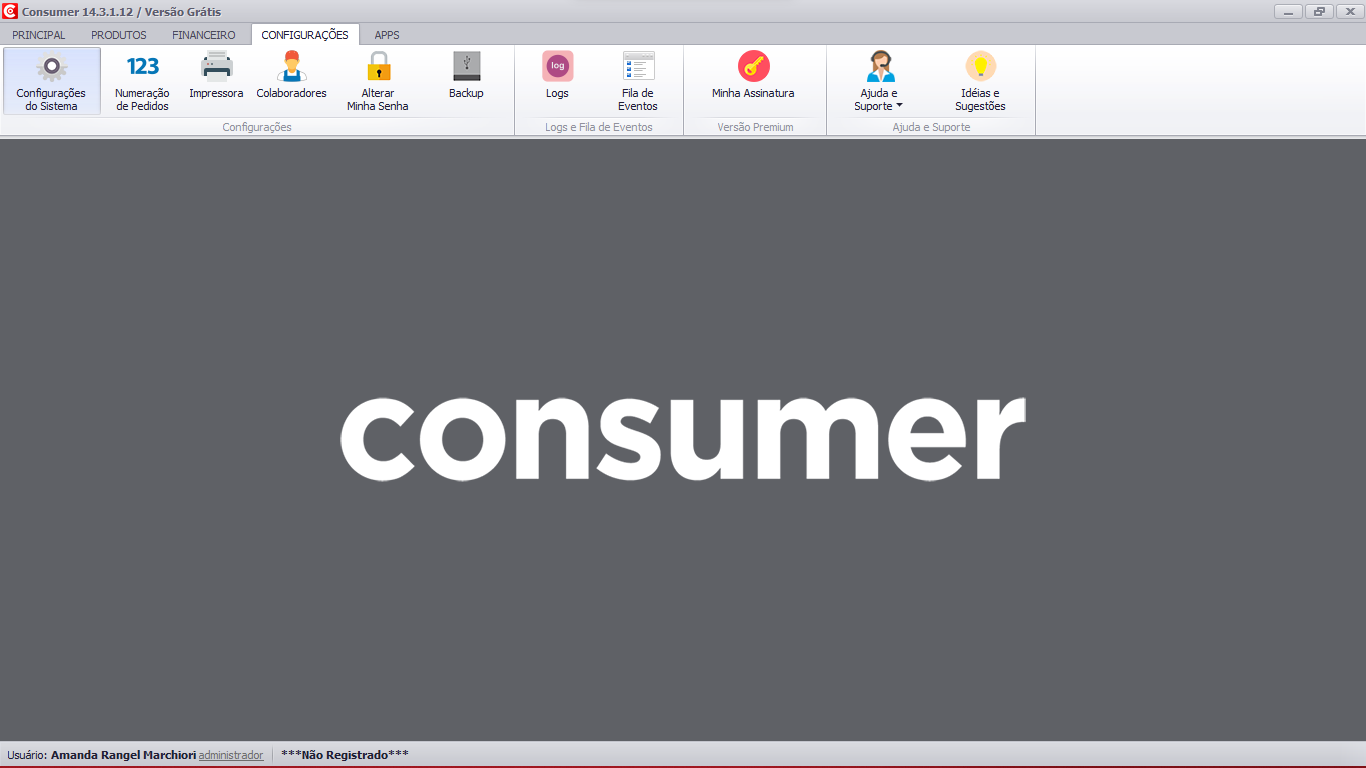 Consumer 14.3.1.12 / Versão Grátis
PRINCIPAL PRODUTOS FINANCEIRO CONFIGURAÇÕES APPS
Configurações
do Sistema
Numeração
de Pedidos
123
Impressora
Colaboradores
Alterar
Minha Senha
Backup
Configurações
log
Logs
Fila de
Eventos
Logs e Fila de Eventos
Minha Assinatura
Versão Premium
Ajuda e
Suporte
Idéias e
Sugestões
Ajuda e Suporte
consumer
Usuário: Amanda Rangel Marchiori administrador ***Não Registrado***